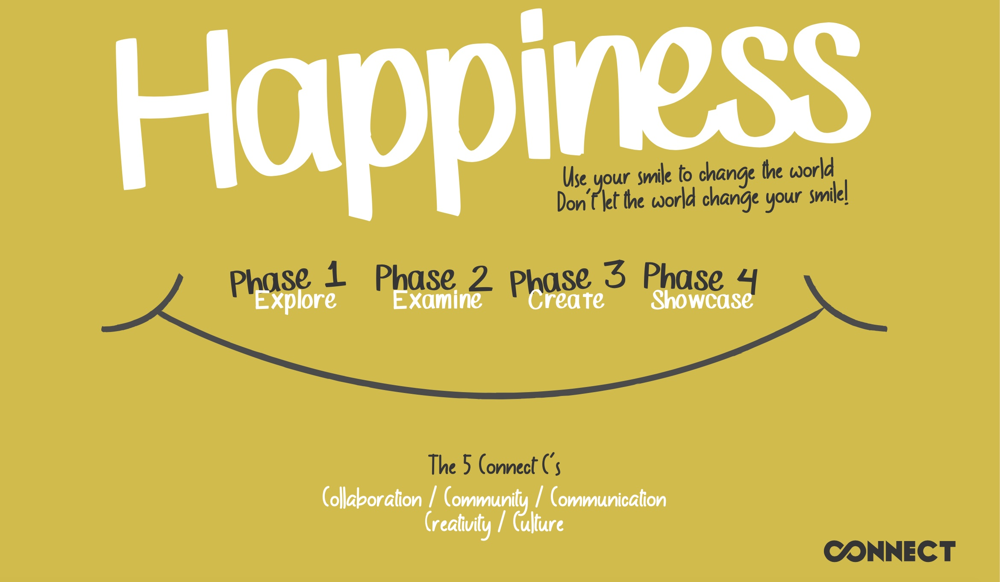 Happiness
Use your smile to change the world
Don't let the world change your smile!
Phase 1 Phase 2 Phase 3 Phase 4
Explore Examine Create Showcase
The 5 Connect C's
Collaboration / Community / Communication
Creativity / Culture
CONNECT